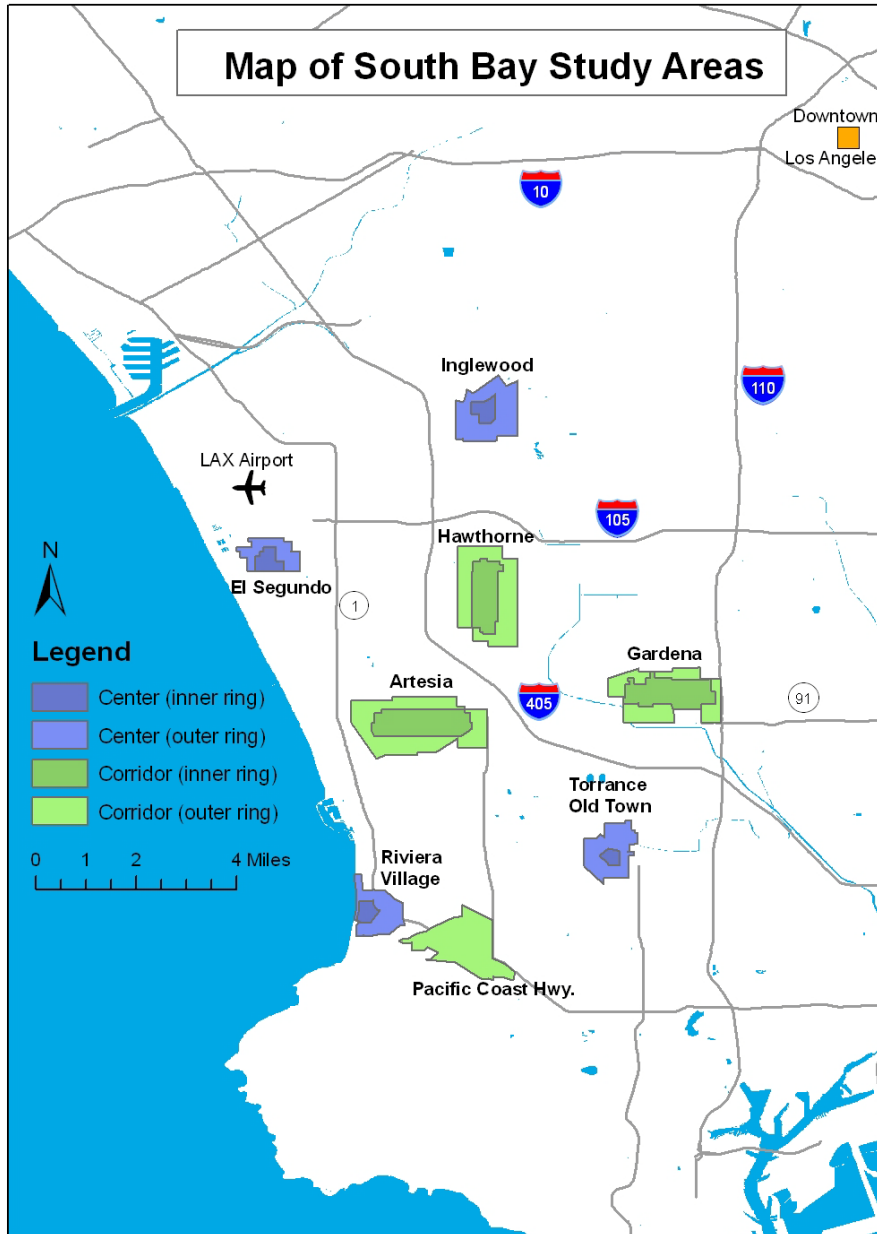 Map of South Bay Study Areas
Downtown
Los Angele
10
Inglewood
110
LAX Airport
105
Hawthorne
N
El Segundo
1
Legend
Gardena
Artesia
Center (inner ring)
405
91
Center (outer ring)
Corridor (inner ring)
Torrance
Old Town
Corridor (outer ring)
0 1 2 4 Miles
Riviera
Village
Pacific Coast Hwy.